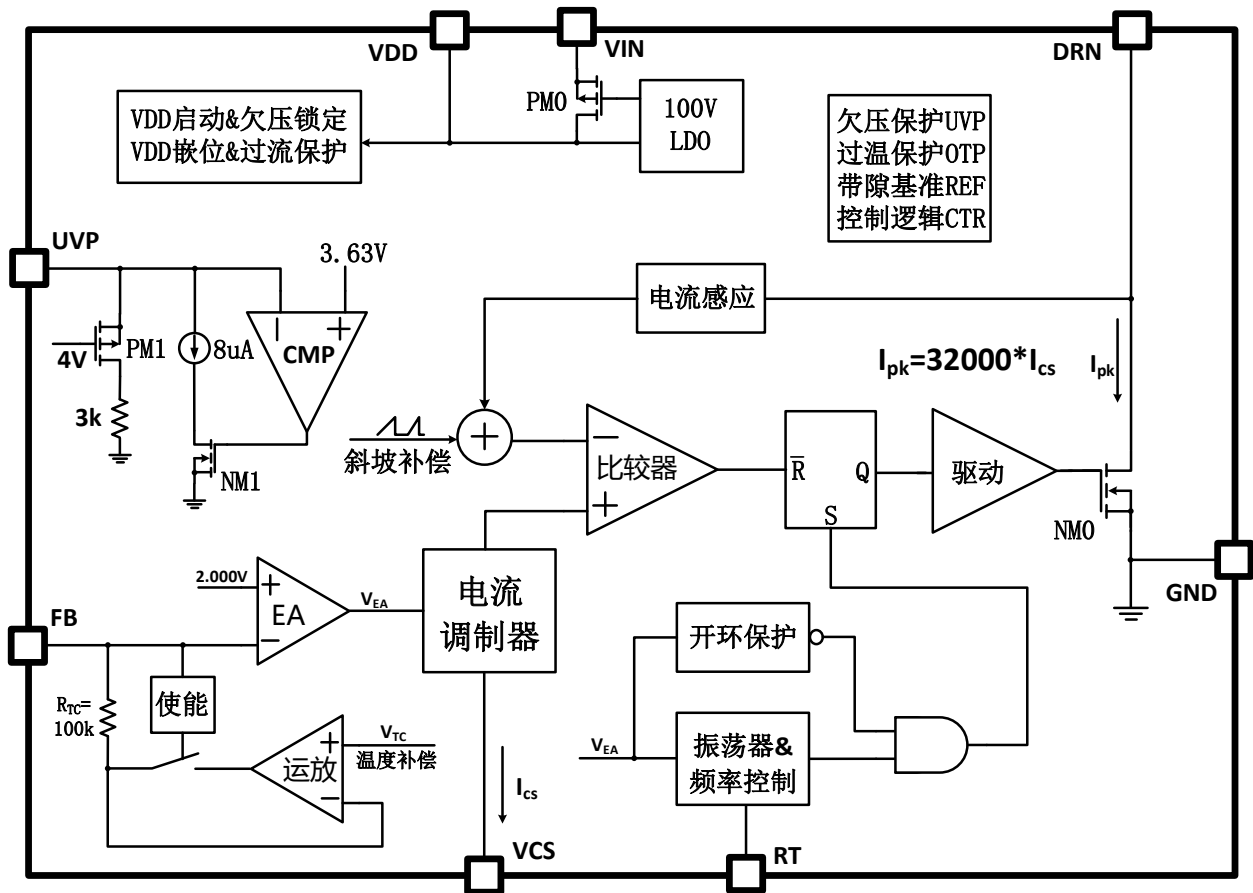 VDD
VIN
DRN
VDD启动&欠压锁定
VDD嵌位&过流保护
PM0
100V
LDO
欠压保护UVP
过温保护OTP
带隙基准REF
控制逻辑CTR
UVP
3.63V
4V
PM1
8uA
CMP
3k
NM1
电流感应
Ipk=32000*Ics
Ipk
斜坡补偿
比较器
R̅
Q
S
驱动
NM0
GND
2.000V
EA
VEA
电流
调制器
FB
RTC=
100k
使能
运放
VTC
温度补偿
Ics
开环保护
VEA
振荡器&
频率控制
VCS
RT